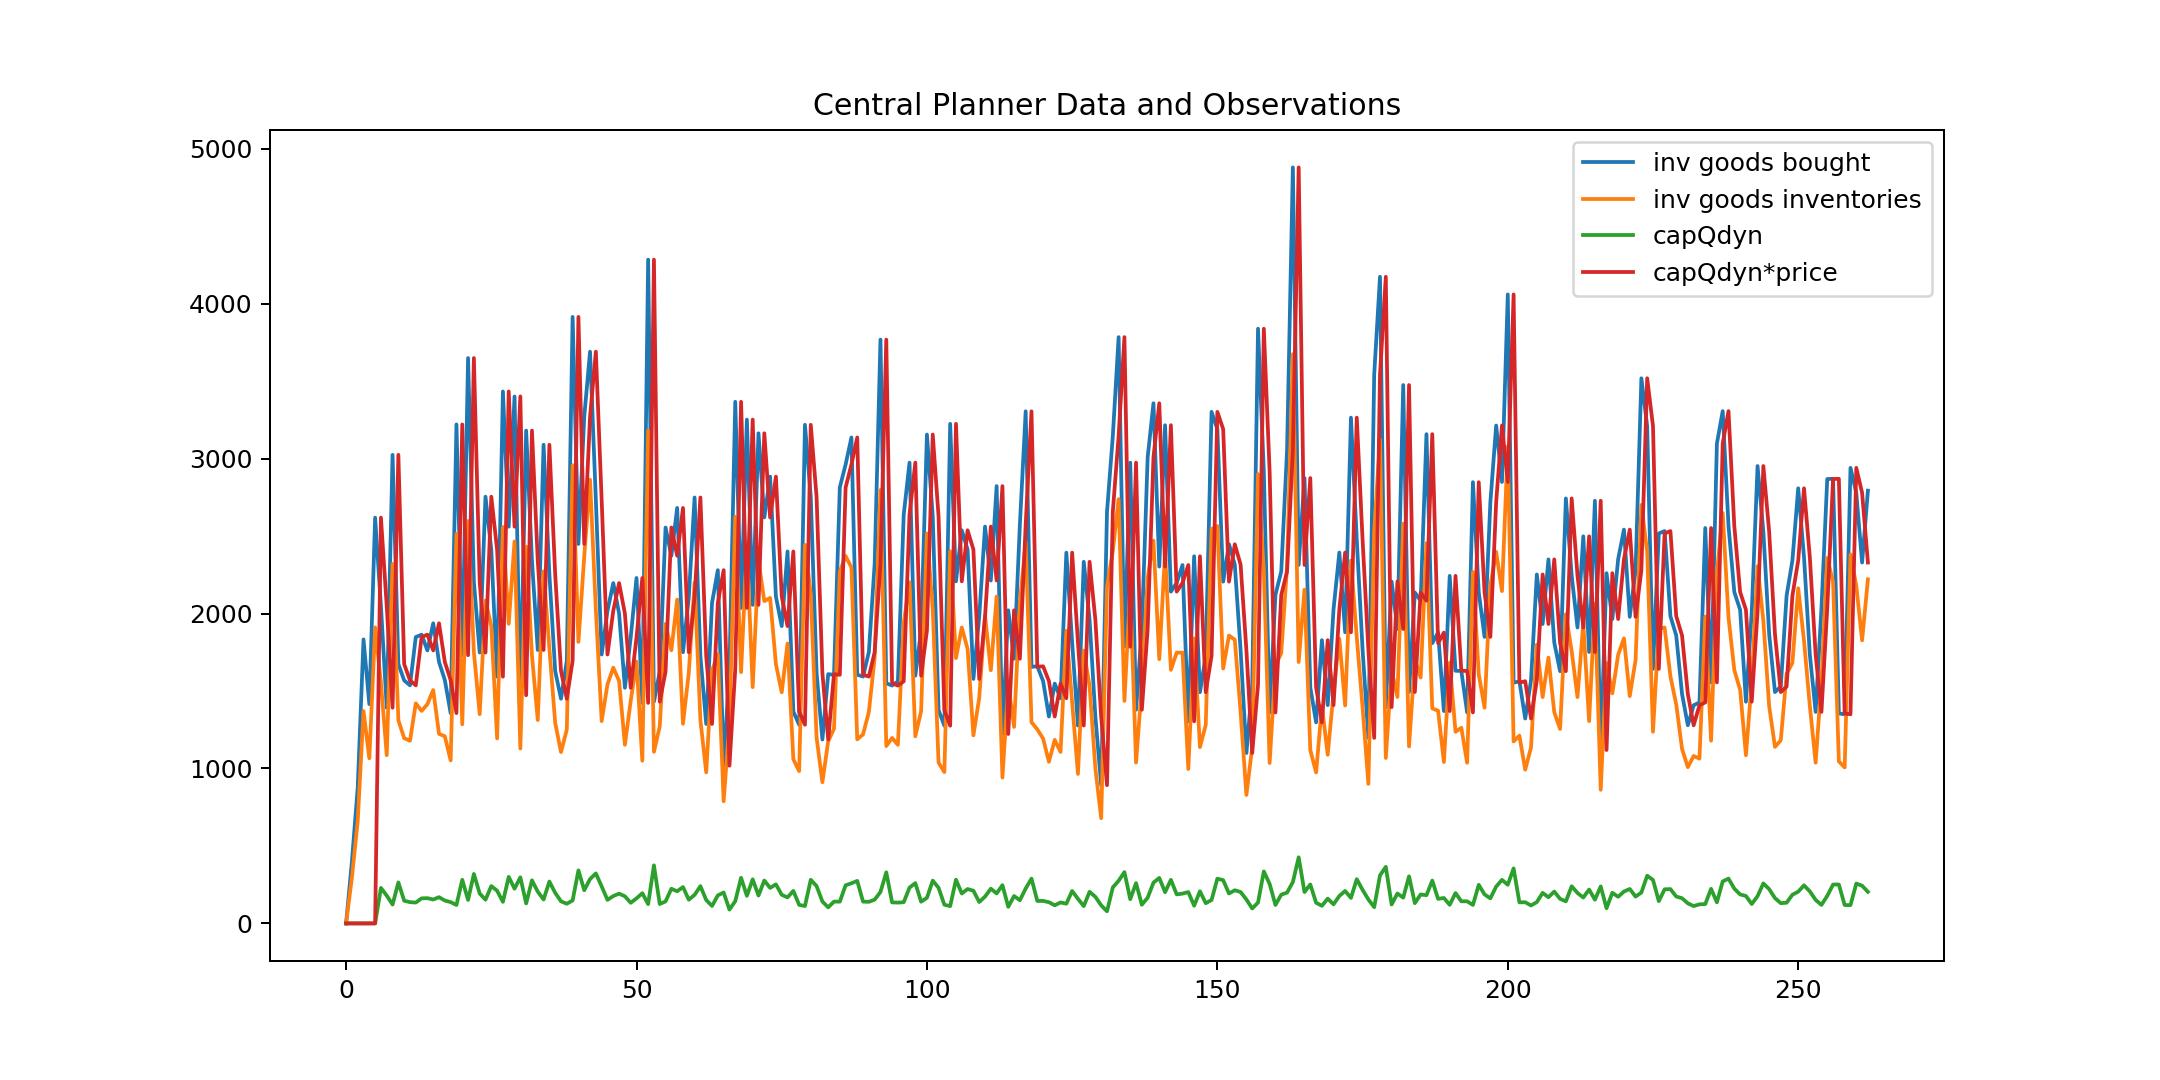 Central Planner Data and Observations
5000
4000
3000
2000
1000
0
inv goods bought
inv goods inventories
capQdyn
capQdyn*price
0 50 100 150 200 250